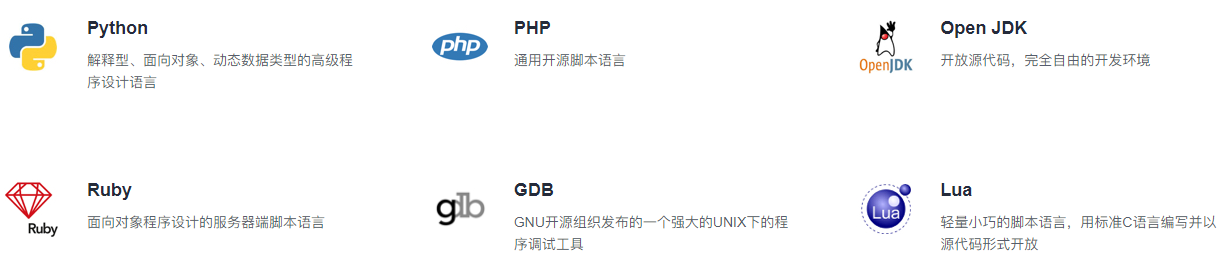 Python
解释型、面向对象、动态数据类型的高级程
序设计语言
php
PHP
通用开源脚本语言
OpenJDK
Open JDK
开放源代码，完全自由的开发环境
Ruby
Ruby
面向对象程序设计的服务器端脚本语言
gdb
GDB
GNU开源组织发布的一个强大的UNIX下的程
序调试工具
Lua
Lua
轻量小巧的脚本语言，用标准C语言编写并以
源代码形式开放